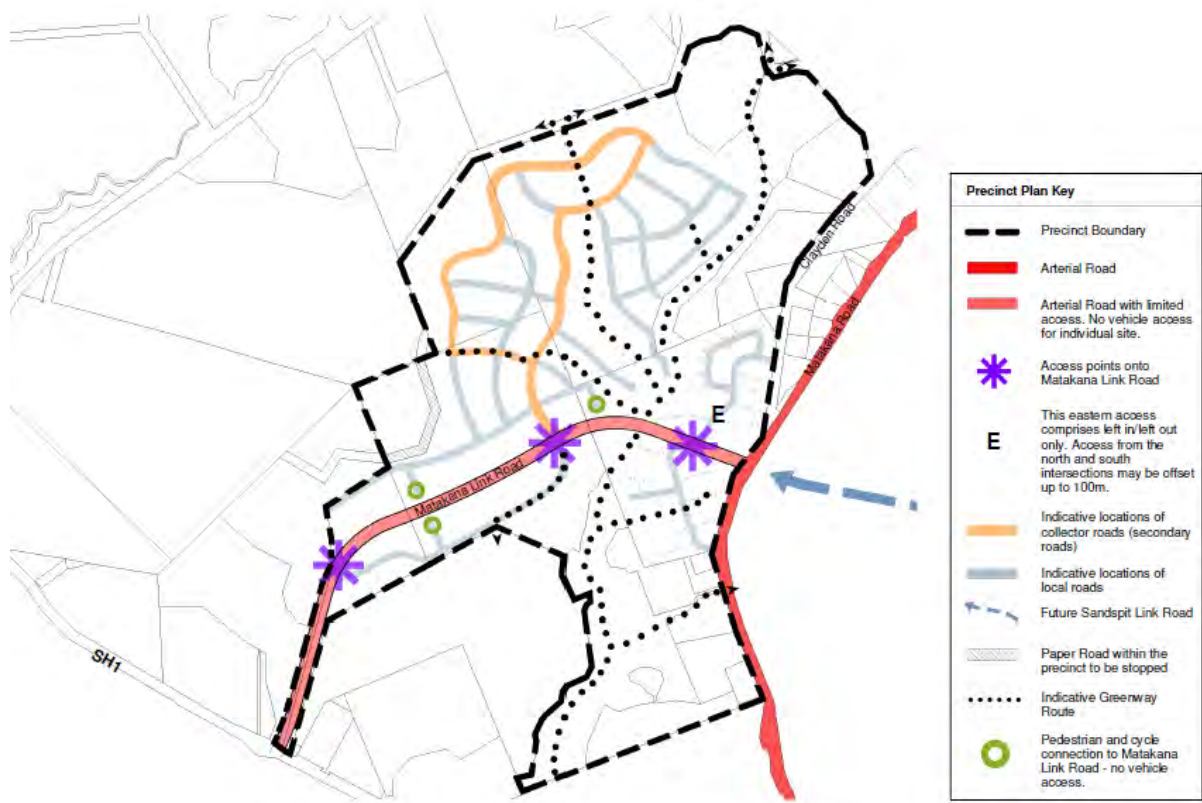 Clayden Road
Matakana Road
E
Matakana Link Road
SH1
Precinct Plan Key
Precinct Boundary
Arterial Road
Arterial Road with limited
access. No vehicle access
for individual site.
Access points onto
Matakana Link Road
E
This eastern access
comprises left in/left out
only. Access from the
north and south
intersections may be offset
up to 100m.
Indicative locations of
collector roads (secondary
roads)
Indicative locations of
local roads
Future Sandspit Link Road
Paper Road within the
precinct to be stopped
Indicative Greenway
Route
Pedestrian and cycle
connection to Matakana
Link Road - no vehicle
access.